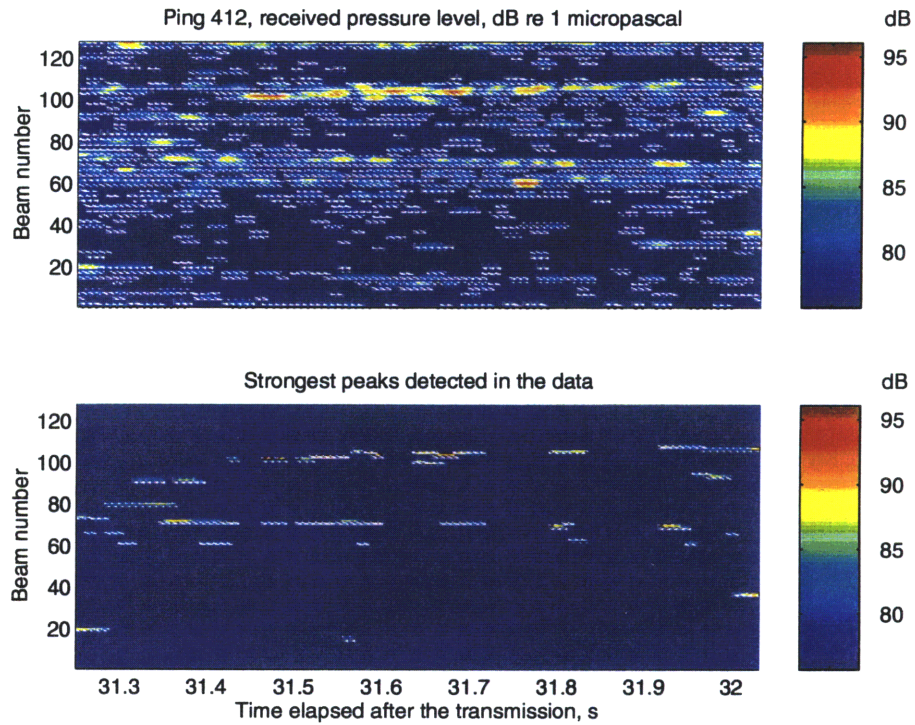 Ping 412, received pressure level, dB re 1 micropascal
dB
120
100
80
60
40
20
Beam number
95
90
85
80
Strongest peaks detected in the data
dB
120
100
80
60
40
20
Beam number
95
90
85
80
31.3 31.4 31.5 31.6 31.7 31.8 31.9 32
Time elapsed after the transmission, s